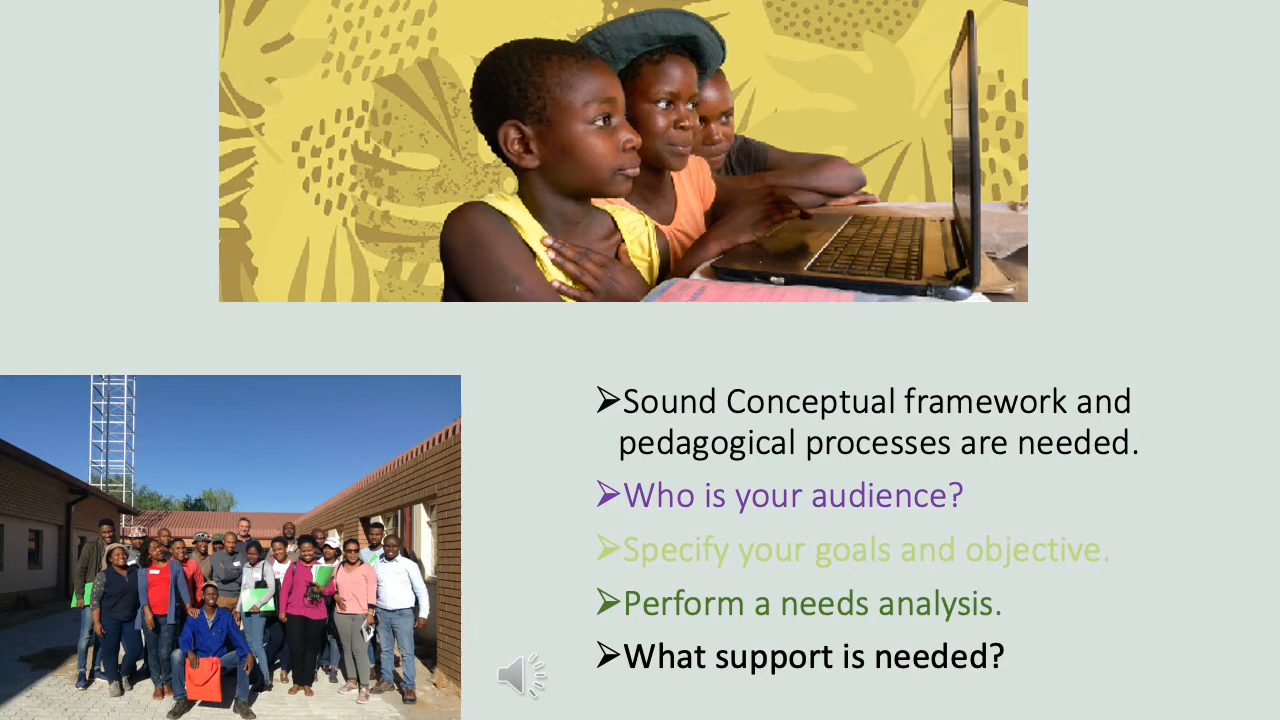 ➢Sound Conceptual framework and
pedagogical processes are needed.
➢Who is your audience?
➢Specify your goals and objective.
➢Perform a needs analysis.
➢What support is needed?